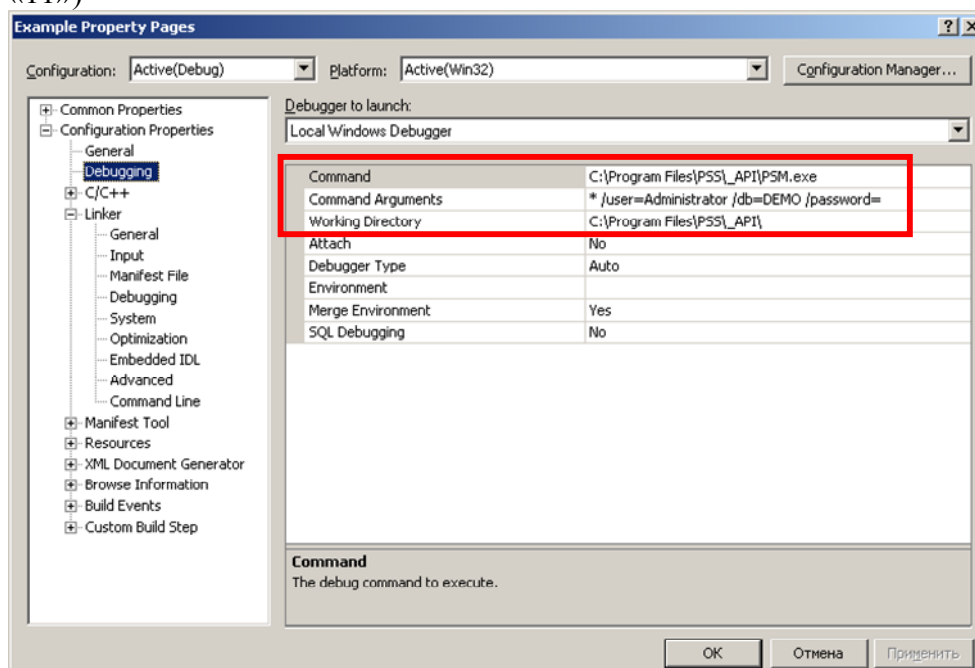 Example Property Pages
Configuration: Active(Debug) Platform: Active(Win32) Configuration Manager...
Common Properties
Configuration Properties
General
Debugging
C/C++
Linker
General
Input
Manifest File
Debugging
System
Optimization
Embedded IDL
Advanced
Command Line
Manifest Tool
Resources
XML Document Generator
Browse Information
Build Events
Custom Build Step
Debugger to launch:
Local Windows Debugger
Command C:\Program Files\PSS\_API\PSM.exe
Command Arguments * /user=Administrator /db=DEMO /password=
Working Directory C:\Program Files\PSS\_API\
Attach No
Debugger Type Auto
Environment
Merge Environment Yes
SQL Debugging No
Command
The debug command to execute.
OK Отмена Применить